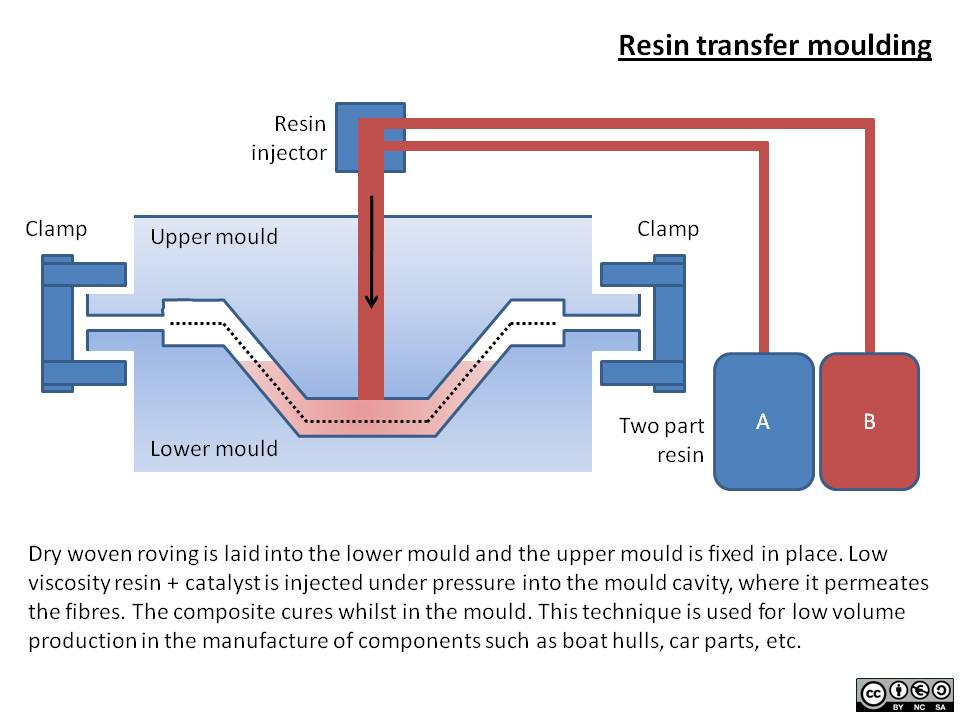 Resin transfer moulding
Resin
injector
Clamp
Clamp
Upper mould
Lower mould
Two part
resin
A
B
Dry woven roving is laid into the lower mould and the upper mould is fixed in place. Low
viscosity resin + catalyst is injected under pressure into the mould cavity, where it permeates
the fibres. The composite cures whilst in the mould. This technique is used for low volume
production in the manufacture of components such as boat hulls, car parts, etc.
cc
BY NC SA